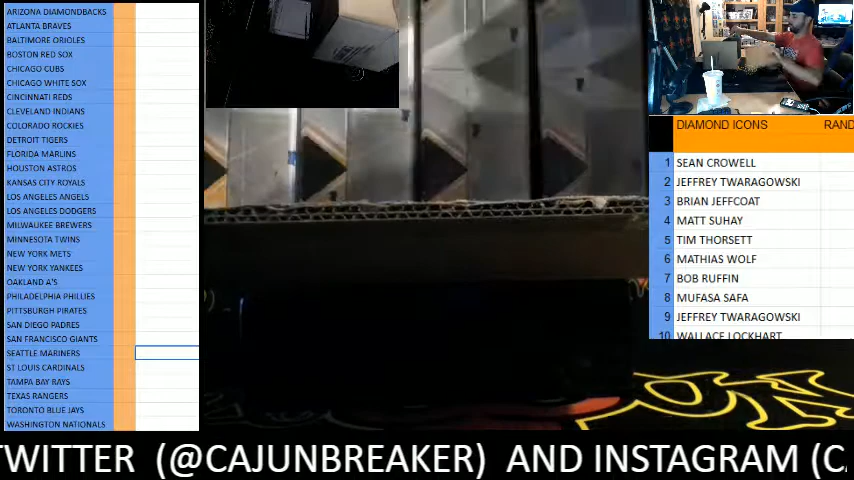 ARIZONA DIAMONDBACKS
ATLANTA BRAVES
BALTIMORE ORIOLES
BOSTON RED SOX
CHICAGO CUBS
CHICAGO WHITE SOX
CINCINNATI REDS
CLEVELAND INDIANS
COLORADO ROCKIES
DETROIT TIGERS
FLORIDA MARLINS
HOUSTON ASTROS
KANSAS CITY ROYALS
LOS ANGELES ANGELS
LOS ANGELES DODGERS
MILWAUKEE BREWERS
MINNESOTA TWINS
NEW YORK METS
NEW YORK YANKEES
OAKLAND A'S
PHILADELPHIA PHILLIES
PITTSBURGH PIRATES
SAN DIEGO PADRES
SAN FRANCISCO GIANTS
SEATTLE MARINERS
ST LOUIS CARDINALS
TAMPA BAY RAYS
TEXAS RANGERS
TORONTO BLUE JAYS
WASHINGTON NATIONALS
DIAMOND ICONS RAND
1 SEAN CROWELL
2 JEFFREY TWARAGOWSKI
3 BRIAN JEFFCOAT
4 MATT SUHAY
5 TIM THORSETT
6 MATHIAS WOLF
7 BOB RUFFIN
8 MUFASA SAFA
9 JEFFREY TWARAGOWSKI
10 WALLACE LOCKHART
TWITTER (@CAJUNBREAKER) AND INSTAGRAM (CA